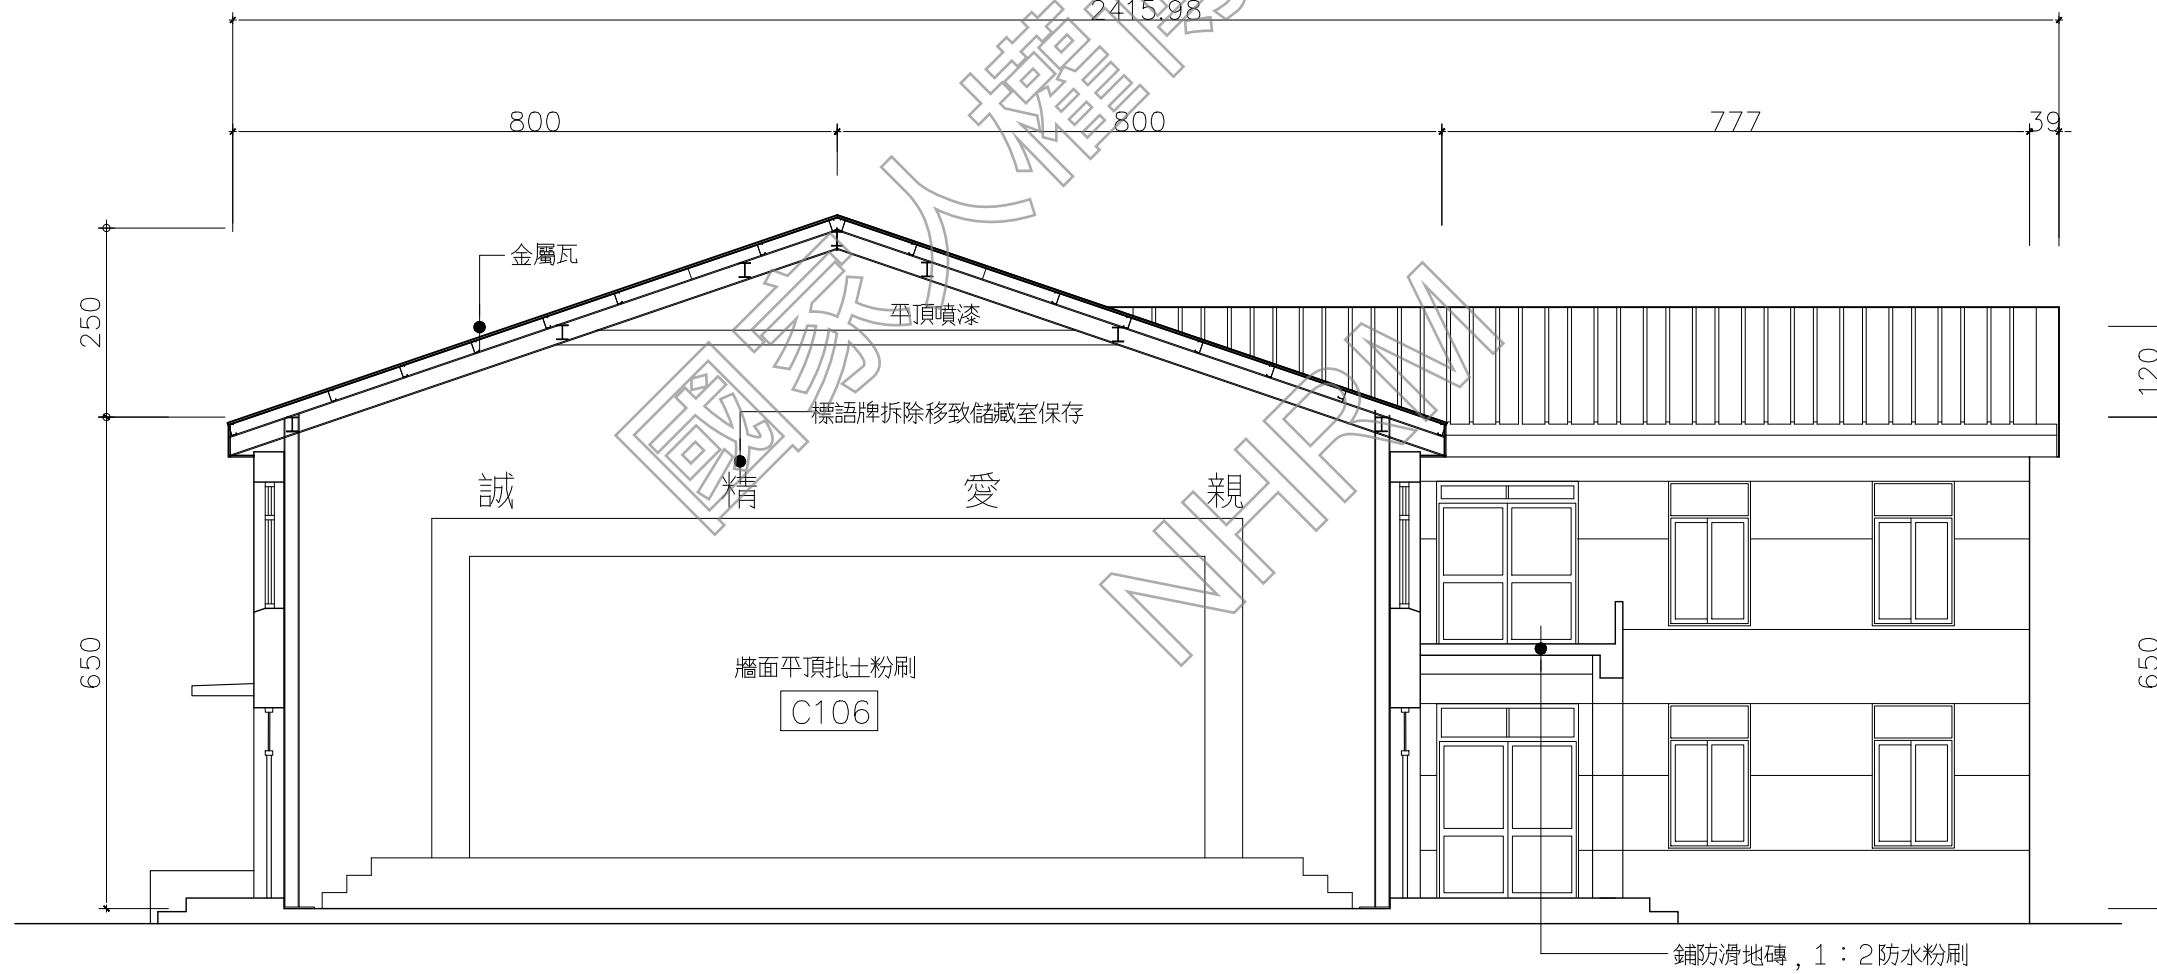 2415.98
800
800
777
39
金屬瓦
250
平頂噴漆
120
標語牌拆除移致儲藏室保存
誠 精 愛 親
650
650
牆面平頂批土粉刷
C106
鋪防滑地磚，1：2防水粉刷
國家人權
NHRM